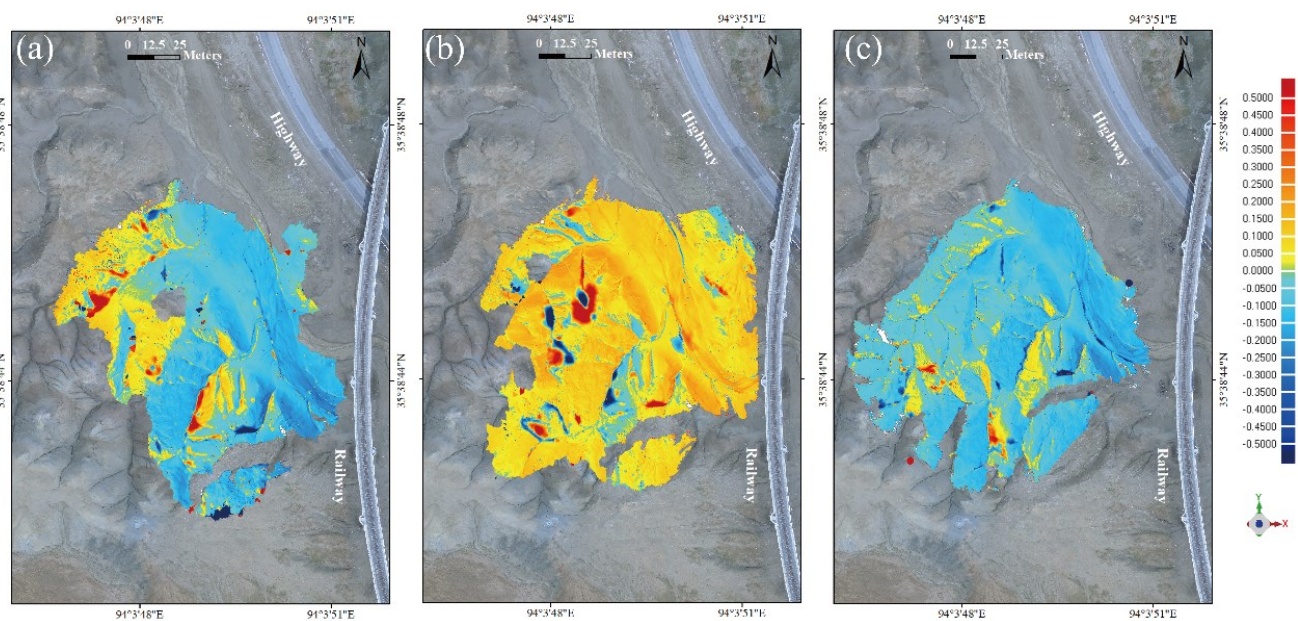 94°3'48"E 94°3'51"E
(a)
0 12.5 25
Meters
N
Highway
Railway
35°38'48"N
35°38'44"N
94°3'48"E 94°3'51"E
94°3'48"E 94°3'51"E
(b)
0 12.5 25
Meters
N
Highway
Railway
35°38'48"N
35°38'44"N
94°3'48"E 94°3'51"E
94°3'48"E 94°3'51"E
(c)
0 12.5 25
Meters
N
Highway
Railway
35°38'48"N
35°38'44"N
94°3'48"E 94°3'51"E
0.5000
0.4500
0.4000
0.3500
0.3000
0.2500
0.2000
0.1500
0.1000
0.0500
0.0000
-0.0500
-0.1000
-0.1500
-0.2000
-0.2500
-0.3000
-0.3500
-0.4000
-0.4500
-0.5000
Y
X